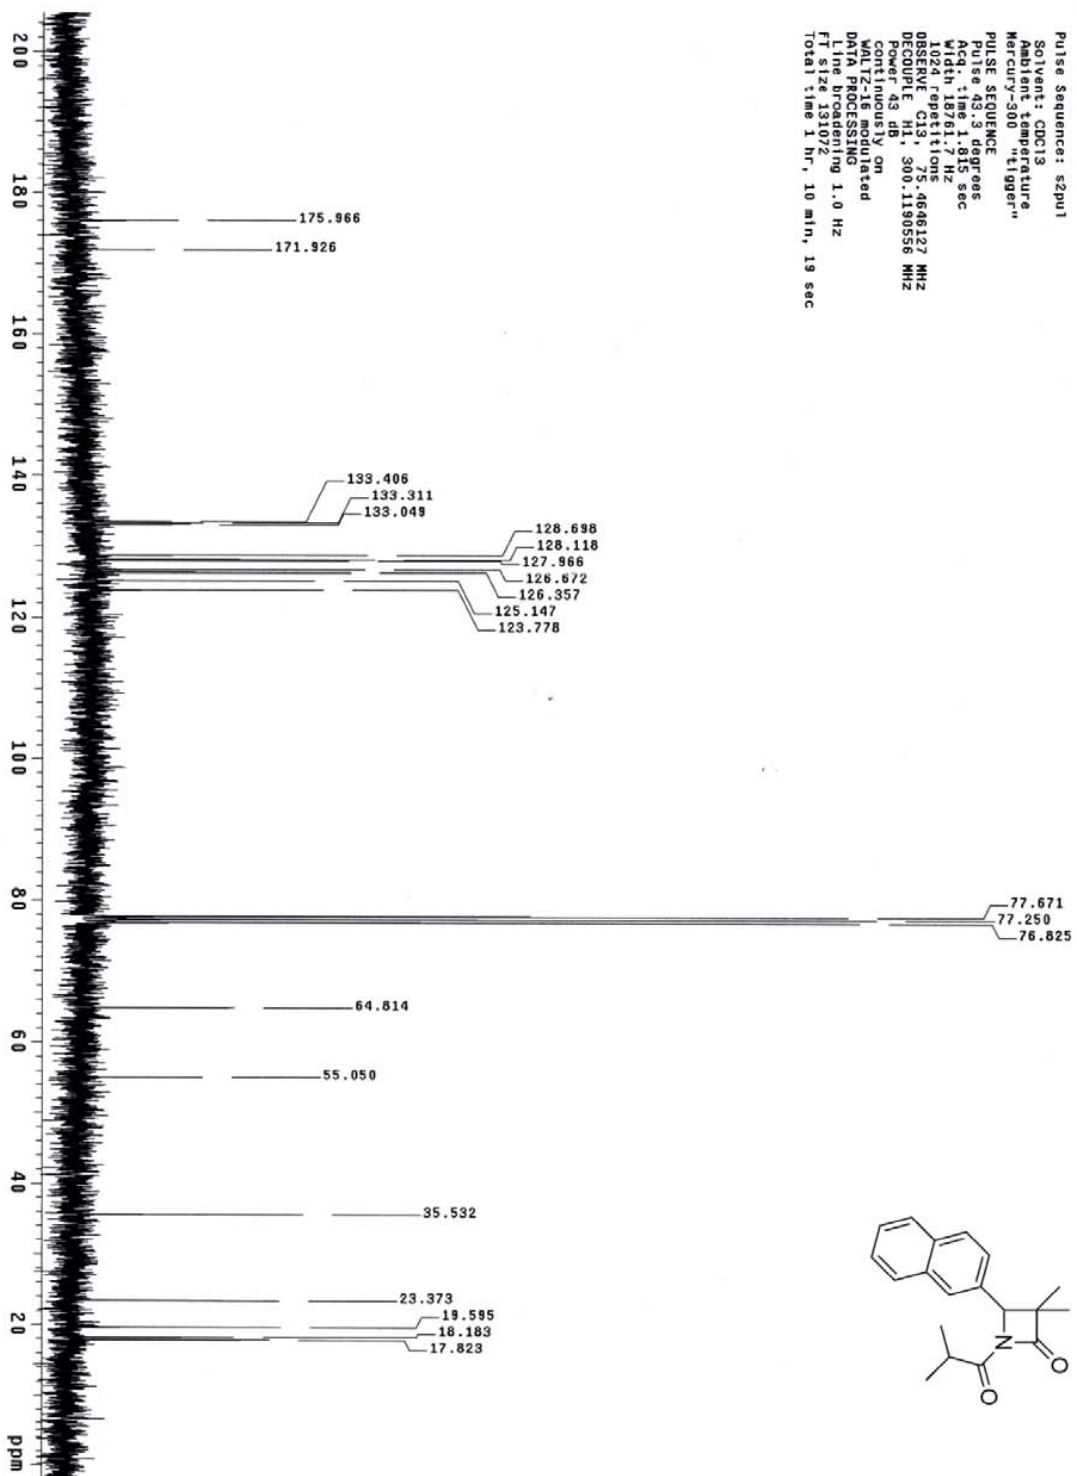 Pulse Sequence: s2pul
Solvent: CDCl3
Ambient temperature
Mercury-300 "tigger"
PULSE SEQUENCE
Pulse 43.3 degrees
Acq. time 1.815 sec
Width 18761.7 Hz
1024 repetitions
OBSERVE C13, 75.4646127 MHz
DECOUPLE H1, 300.1190556 MHz
Power 43 dB
continuously on
WALTZ-16 modulated
DATA PROCESSING
Line broadening 1.0 Hz
FT size 131072
Total time 1 hr, 10 min, 19 sec
175.966
171.926
133.406
133.311
133.049
128.698
128.118
127.966
126.672
126.357
125.147
123.778
77.671
77.250
76.825
64.814
55.050
35.532
23.373
19.595
18.183
17.823
200
180
160
140
120
100
80
60
40
20
ppm
N
O
O